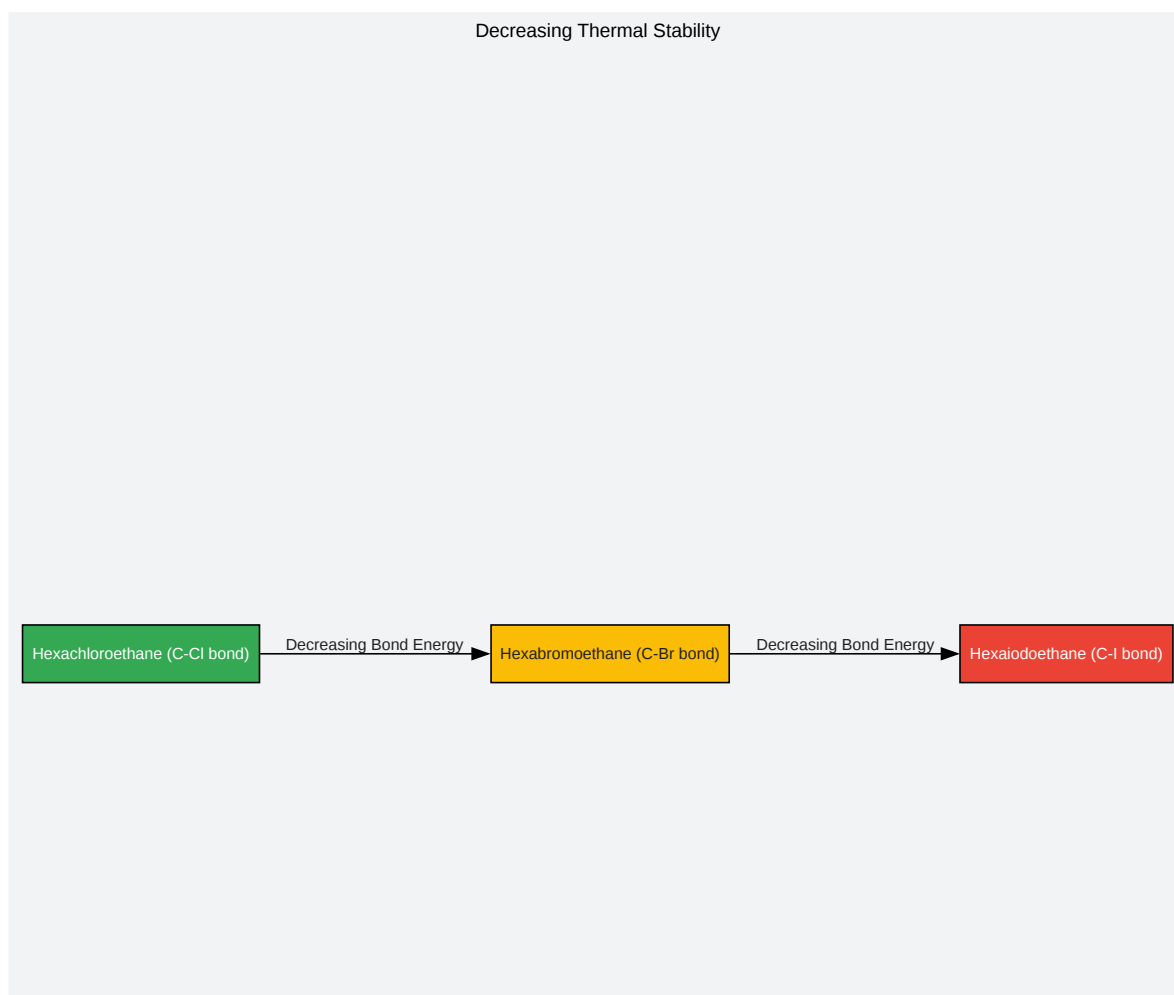 Decreasing Thermal Stability
Hexachloroethane (C-Cl bond)
Decreasing Bond Energy
Hexabromoethane (C-Br bond)
Decreasing Bond Energy
Hexaiodoethane (C-I bond)